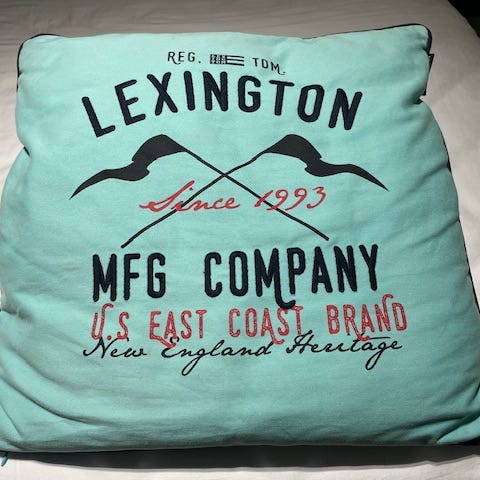 REG. TDM.
LEXINGTON
Since 1993
MFG COMPANY
U.S EAST COAST BRAND
New England Heritage